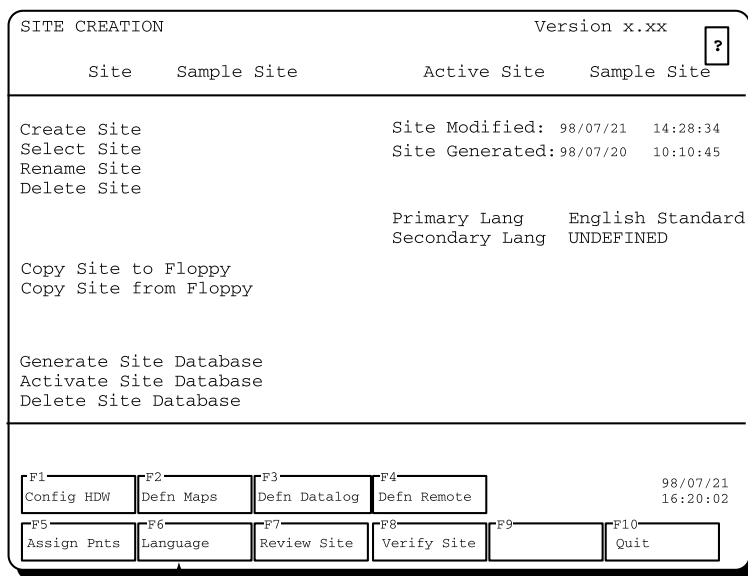 SITE CREATION Version x.xx
?
Site Sample Site Active Site Sample Site
Create Site Site Modified: 98/07/21 14:28:34
Select Site Site Generated: 98/07/20 10:10:45
Rename Site
Delete Site
Primary Lang English Standard
Secondary Lang UNDEFINED
Copy Site to Floppy
Copy Site from Floppy
Generate Site Database
Activate Site Database
Delete Site Database
F1 F2 F3 F4 98/07/21
Config HDW Defn Maps Defn Datalog Defn Remote 16:20:02
F5 F6 F7 F8 F9 F10
Assign Pnts Language Review Site Verify Site Quit